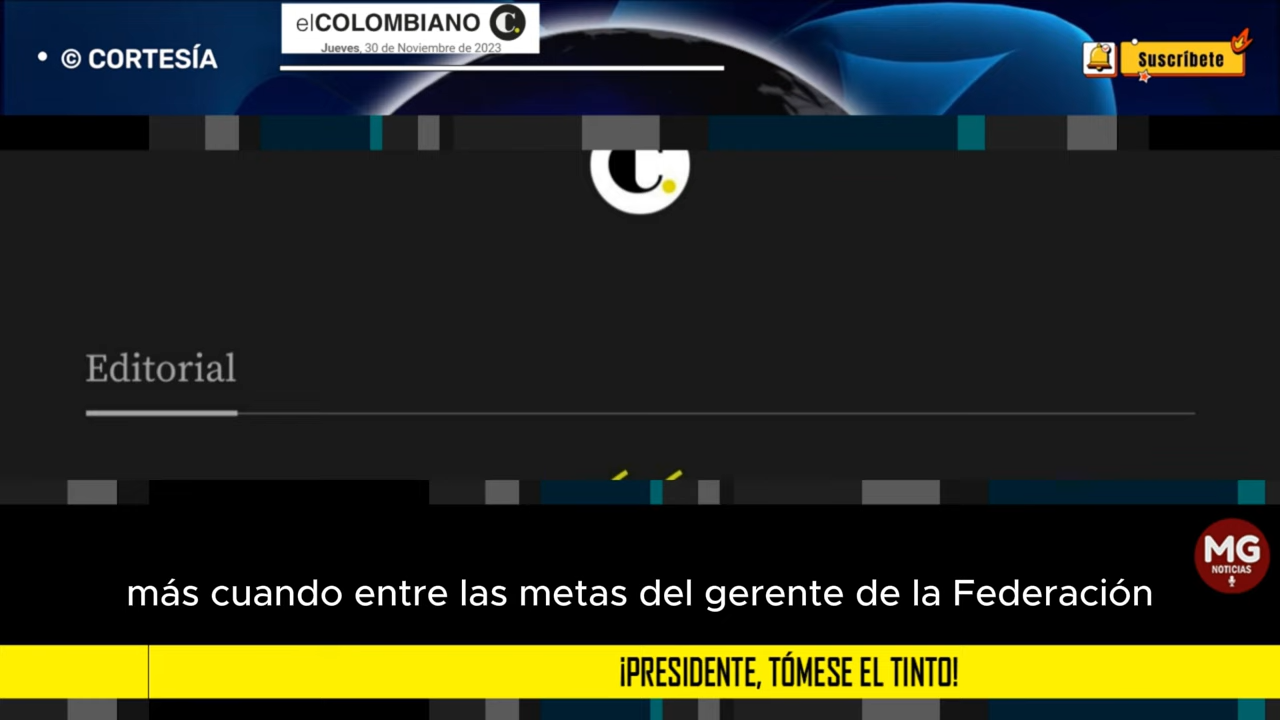 elCOLOMBIANO C.
Jueves, 30 de Noviembre de 2023
• © CORTESÍA
Suscríbete
C.
Editorial
MG
NOTICIAS
más cuando entre las metas del gerente de la Federación
¡PRESIDENTE, TÓMESE EL TINTO!